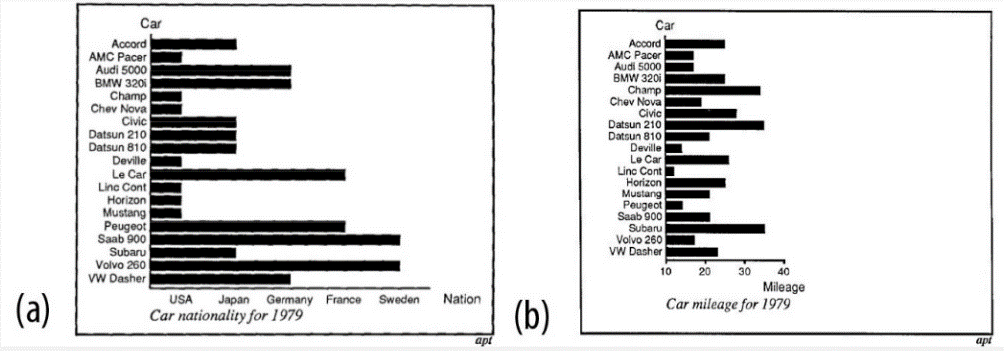 Car
Accord
AMC Pacer
Audi 5000
BMW 320i
Champ
Chev Nova
Civic
Datsun 210
Datsun 810
Deville
Le Car
Linc Cont
Horizon
Mustang
Peugeot
Saab 900
Subaru
Volvo 260
VW Dasher
USA Japan Germany France Sweden Nation
Car nationality for 1979
(a)
apt
Car
Accord
AMC Pacer
Audi 5000
BMW 320i
Champ
Chev Nova
Civic
Datsun 210
Datsun 810
Deville
Le Car
Linc Cont
Horizon
Mustang
Peugeot
Saab 900
Subaru
Volvo 260
VW Dasher
10 20 30 40
Mileage
Car mileage for 1979
(b)
apt